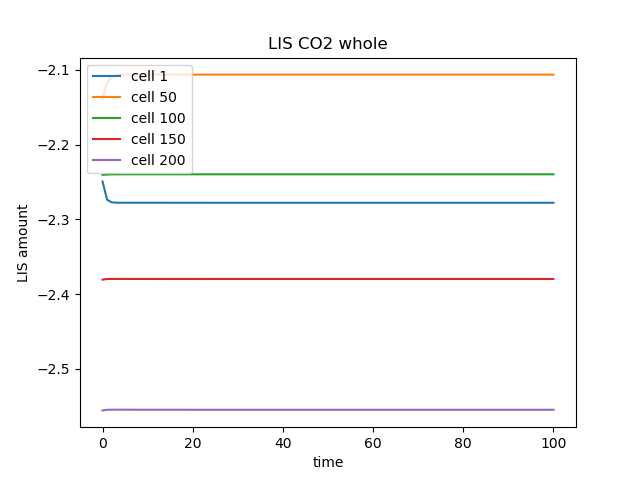 LIS CO2 whole
−2.1
−2.2
−2.3
−2.4
−2.5
LIS amount
cell 1
cell 50
cell 100
cell 150
cell 200
0 20 40 60 80 100
time